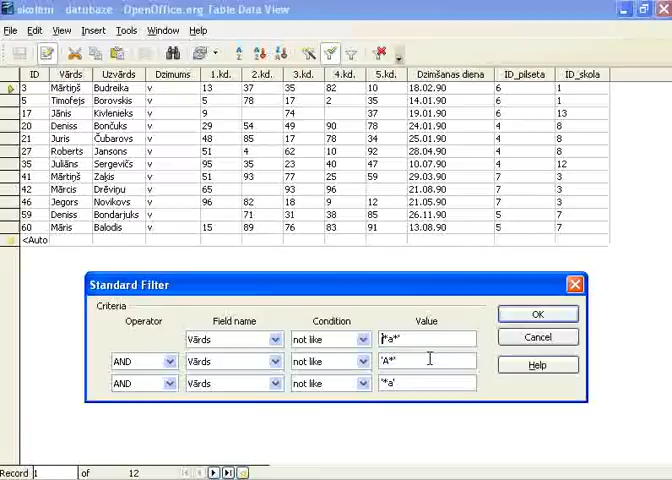 skolēni - datubaze - OpenOffice.org Table Data View
File Edit View Insert Tools Window Help
ID Vārds Uzvārds Dzimums 1.kd. 2.kd. 3.kd. 4.kd. 5.kd. Dzimšanas diena ID_pilseta ID_skola
3 Mārtiņš Budreika v 13 37 35 82 10 18.02.90 6 1
5 Timofejs Borovskis v 5 78 17 2 35 14.01.90 6 1
17 Jānis Kivlenieks v 9 74 37 19.01.90 6 13
20 Deniss Bončuks v 29 54 49 90 78 24.01.90 4 8
21 Juris Čubarovs v 48 85 17 78 34 25.01.90 4 8
27 Roberts Jansons v 51 4 62 10 92 28.04.90 4 8
35 Juliāns Sergevičs v 95 35 23 40 47 10.07.90 4 12
41 Mārtiņš Zaķis v 51 93 77 25 56 29.03.90 7 3
42 Mārcis Drēviņu v 65 93 96 21.08.90 7 3
46 Jegors Novikovs v 96 82 18 9 12 21.05.90 7 3
59 Deniss Bondarjuks v 71 31 38 85 26.11.90 5 7
60 Māris Balodis v 15 89 76 83 91 13.08.90 5 7
<Auto
Standard Filter
Criteria
Operator Field name Condition Value
Vārds not like '*a*'
AND Vārds not like 'A*'
AND Vārds not like '*a'
OK
Cancel
Help
Record 1 of 12